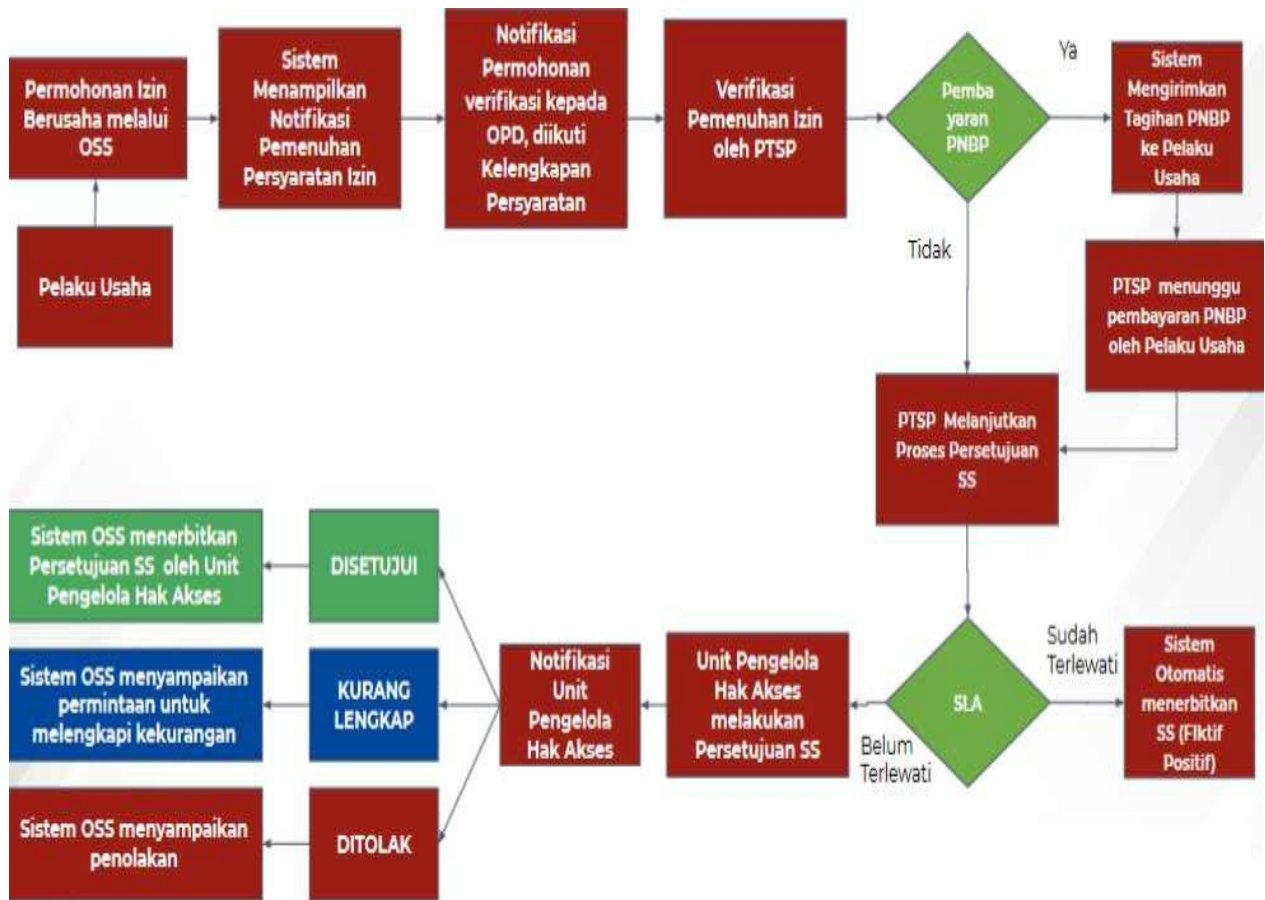 Permohonan Izin
Berusaha melalui
OSS
Pelaku Usaha
Sistem
Menampilkan
Notifikasi
Pemenuhan
Persyaratan Izin
Notifikasi
Permohonan
verifikasi kepada
OPD, diikuti
Kelengkapan
Persyaratan
Verifikasi
Pemenuhan Izin
oleh PTSP
Pemba
yaran
PNBP
Ya
Sistem
Mengirimkan
Tagihan PNBP
ke Pelaku
Usaha
Tidak
PTSP menunggu
pembayaran PNBP
oleh Pelaku Usaha
PTSP Melanjutkan
Proses Persetujuan
SS
SLA
Sudah
Terlewati
Sistem
Otomatis
menerbitkan
SS (FIktif
Positif)
Belum
Terlewati
Unit Pengelola
Hak Akses
melakukan
Persetujuan SS
Notifikasi
Unit
Pengelola
Hak Akses
DISETUJUI
Sistem OSS menerbitkan
Persetujuan SS oleh Unit
Pengelola Hak Akses
KURANG
LENGKAP
Sistem OSS menyampaikan
permintaan untuk
melengkapi kekurangan
DITOLAK
Sistem OSS menyampaikan
penolakan